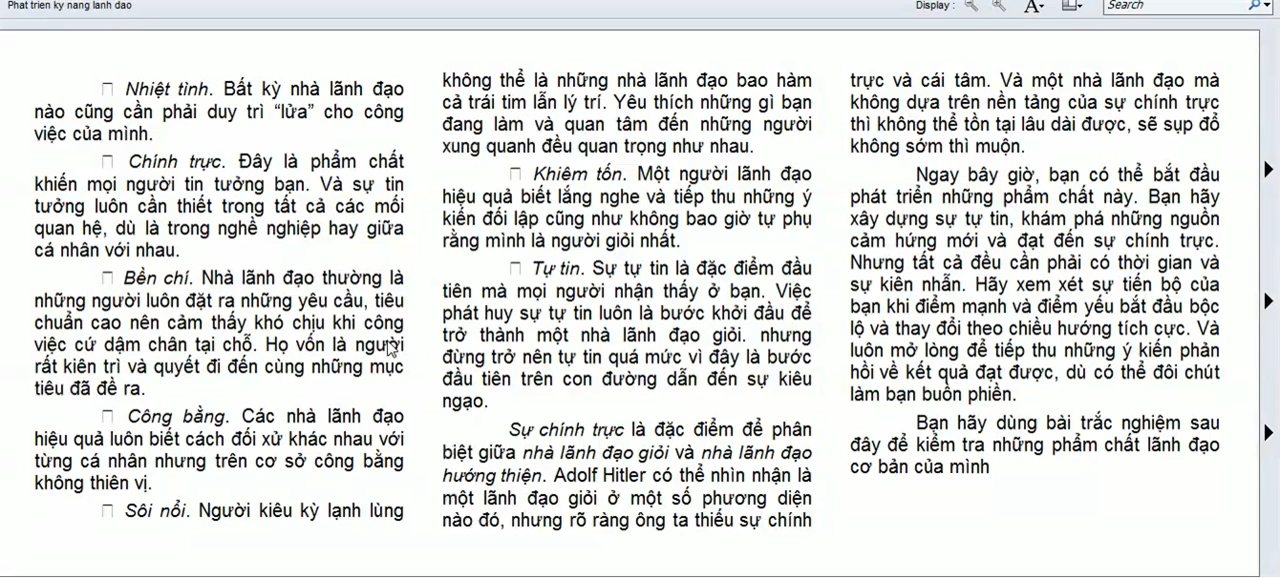 Phat trien ky nang lanh dao
Display :
A
Search
Nhiệt tình. Bất kỳ nhà lãnh đạo
nào cũng cần phải duy trì “lửa” cho công
việc của mình.
Chính trực. Đây là phẩm chất
khiến mọi người tin tưởng bạn. Và sự tin
tưởng luôn cần thiết trong tất cả các mối
quan hệ, dù là trong nghề nghiệp hay giữa
cá nhân với nhau.
Bền chí. Nhà lãnh đạo thường là
những người luôn đặt ra những yêu cầu, tiêu
chuẩn cao nên cảm thấy khó chịu khi công
việc cứ dậm chân tại chỗ. Họ vốn là người
rất kiên trì và quyết đi đến cùng những mục
tiêu đã đề ra.
Công bằng. Các nhà lãnh đạo
hiệu quả luôn biết cách đối xử khác nhau với
từng cá nhân nhưng trên cơ sở công bằng
không thiên vị.
Sôi nổi. Người kiêu kỳ lạnh lùng
không thể là những nhà lãnh đạo bao hàm
cả trái tim lẫn lý trí. Yêu thích những gì bạn
đang làm và quan tâm đến những người
xung quanh đều quan trọng như nhau.
Khiêm tốn. Một người lãnh đạo
hiệu quả biết lắng nghe và tiếp thu những ý
kiến đối lập cũng như không bao giờ tự phụ
rằng mình là người giỏi nhất.
Tự tin. Sự tự tin là đặc điểm đầu
tiên mà mọi người nhận thấy ở bạn. Việc
phát huy sự tự tin luôn là bước khởi đầu để
trở thành một nhà lãnh đạo giỏi. nhưng
đừng trở nên tự tin quá mức vì đây là bước
đầu tiên trên con đường dẫn đến sự kiêu
ngạo.
Sự chính trực là đặc điểm để phân
biệt giữa nhà lãnh đạo giỏi và nhà lãnh đạo
hướng thiện. Adolf Hitler có thể nhìn nhận là
một lãnh đạo giỏi ở một số phương diện
nào đó, nhưng rõ ràng ông ta thiếu sự chính
trực và cái tâm. Và một nhà lãnh đạo mà
không dựa trên nền tảng của sự chính trực
thì không thể tồn tại lâu dài được, sẽ sụp đổ
không sớm thì muộn.
Ngay bây giờ, bạn có thể bắt đầu
phát triển những phẩm chất này. Bạn hãy
xây dựng sự tự tin, khám phá những nguồn
cảm hứng mới và đạt đến sự chính trực.
Nhưng tất cả đều cần phải có thời gian và
sự kiên nhẫn. Hãy xem xét sự tiến bộ của
bạn khi điểm mạnh và điểm yếu bắt đầu bộc
lộ và thay đổi theo chiều hướng tích cực. Và
luôn mở lòng để tiếp thu những ý kiến phản
hồi về kết quả đạt được, dù có thể đôi chút
làm bạn buồn phiền.
Bạn hãy dùng bài trắc nghiệm sau
đây để kiểm tra những phẩm chất lãnh đạo
cơ bản của mình